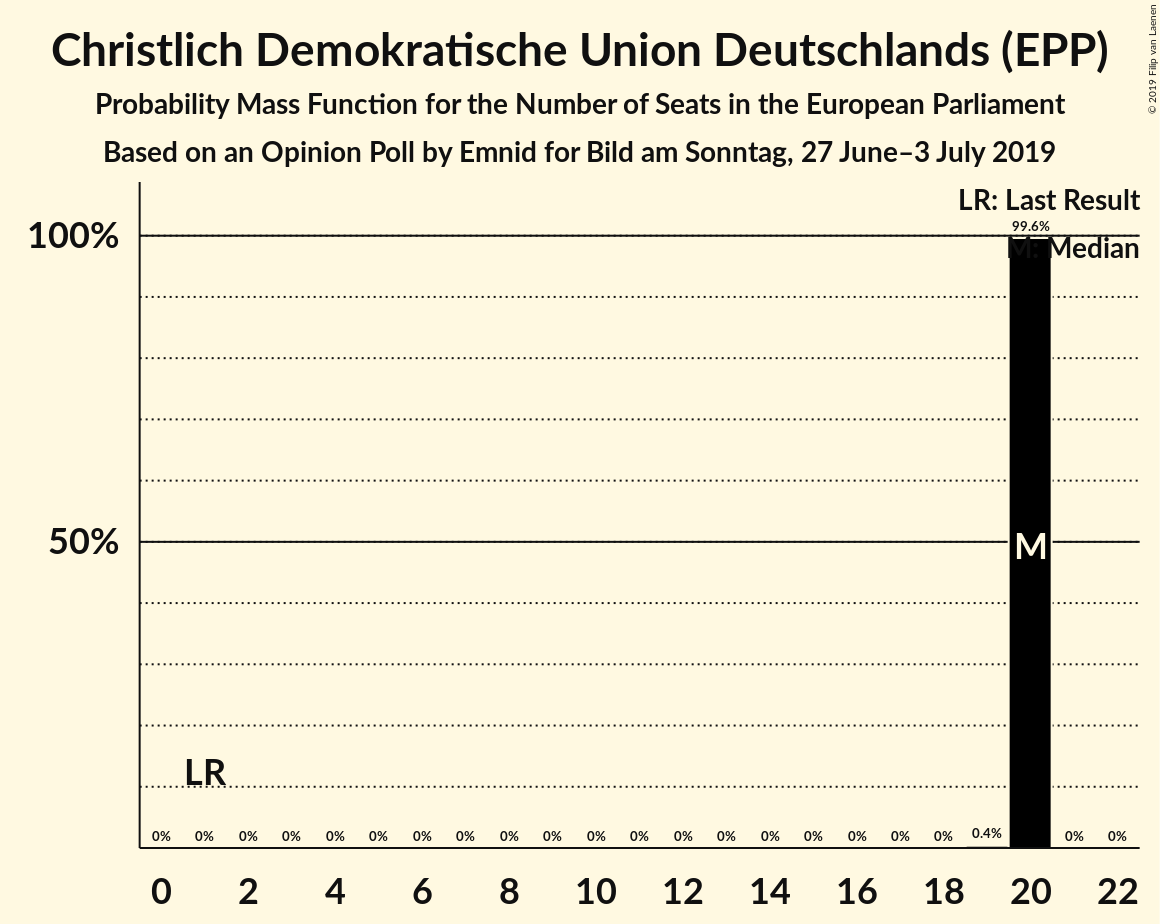 Christlich Demokratische Union Deutschlands (EPP)
Probability Mass Function for the Number of Seats in the European Parliament
Based on an Opinion Poll by Emnid for Bild am Sonntag, 27 June–3 July 2019
© 2019 Filip van Laenen
LR: Last Result
M: Median
100%
50%
99.6%
M
LR
0% 0% 0% 0% 0% 0% 0% 0% 0% 0% 0% 0% 0% 0% 0% 0% 0% 0% 0% 0.4% 0% 0%
0 2 4 6 8 10 12 14 16 18 20 22